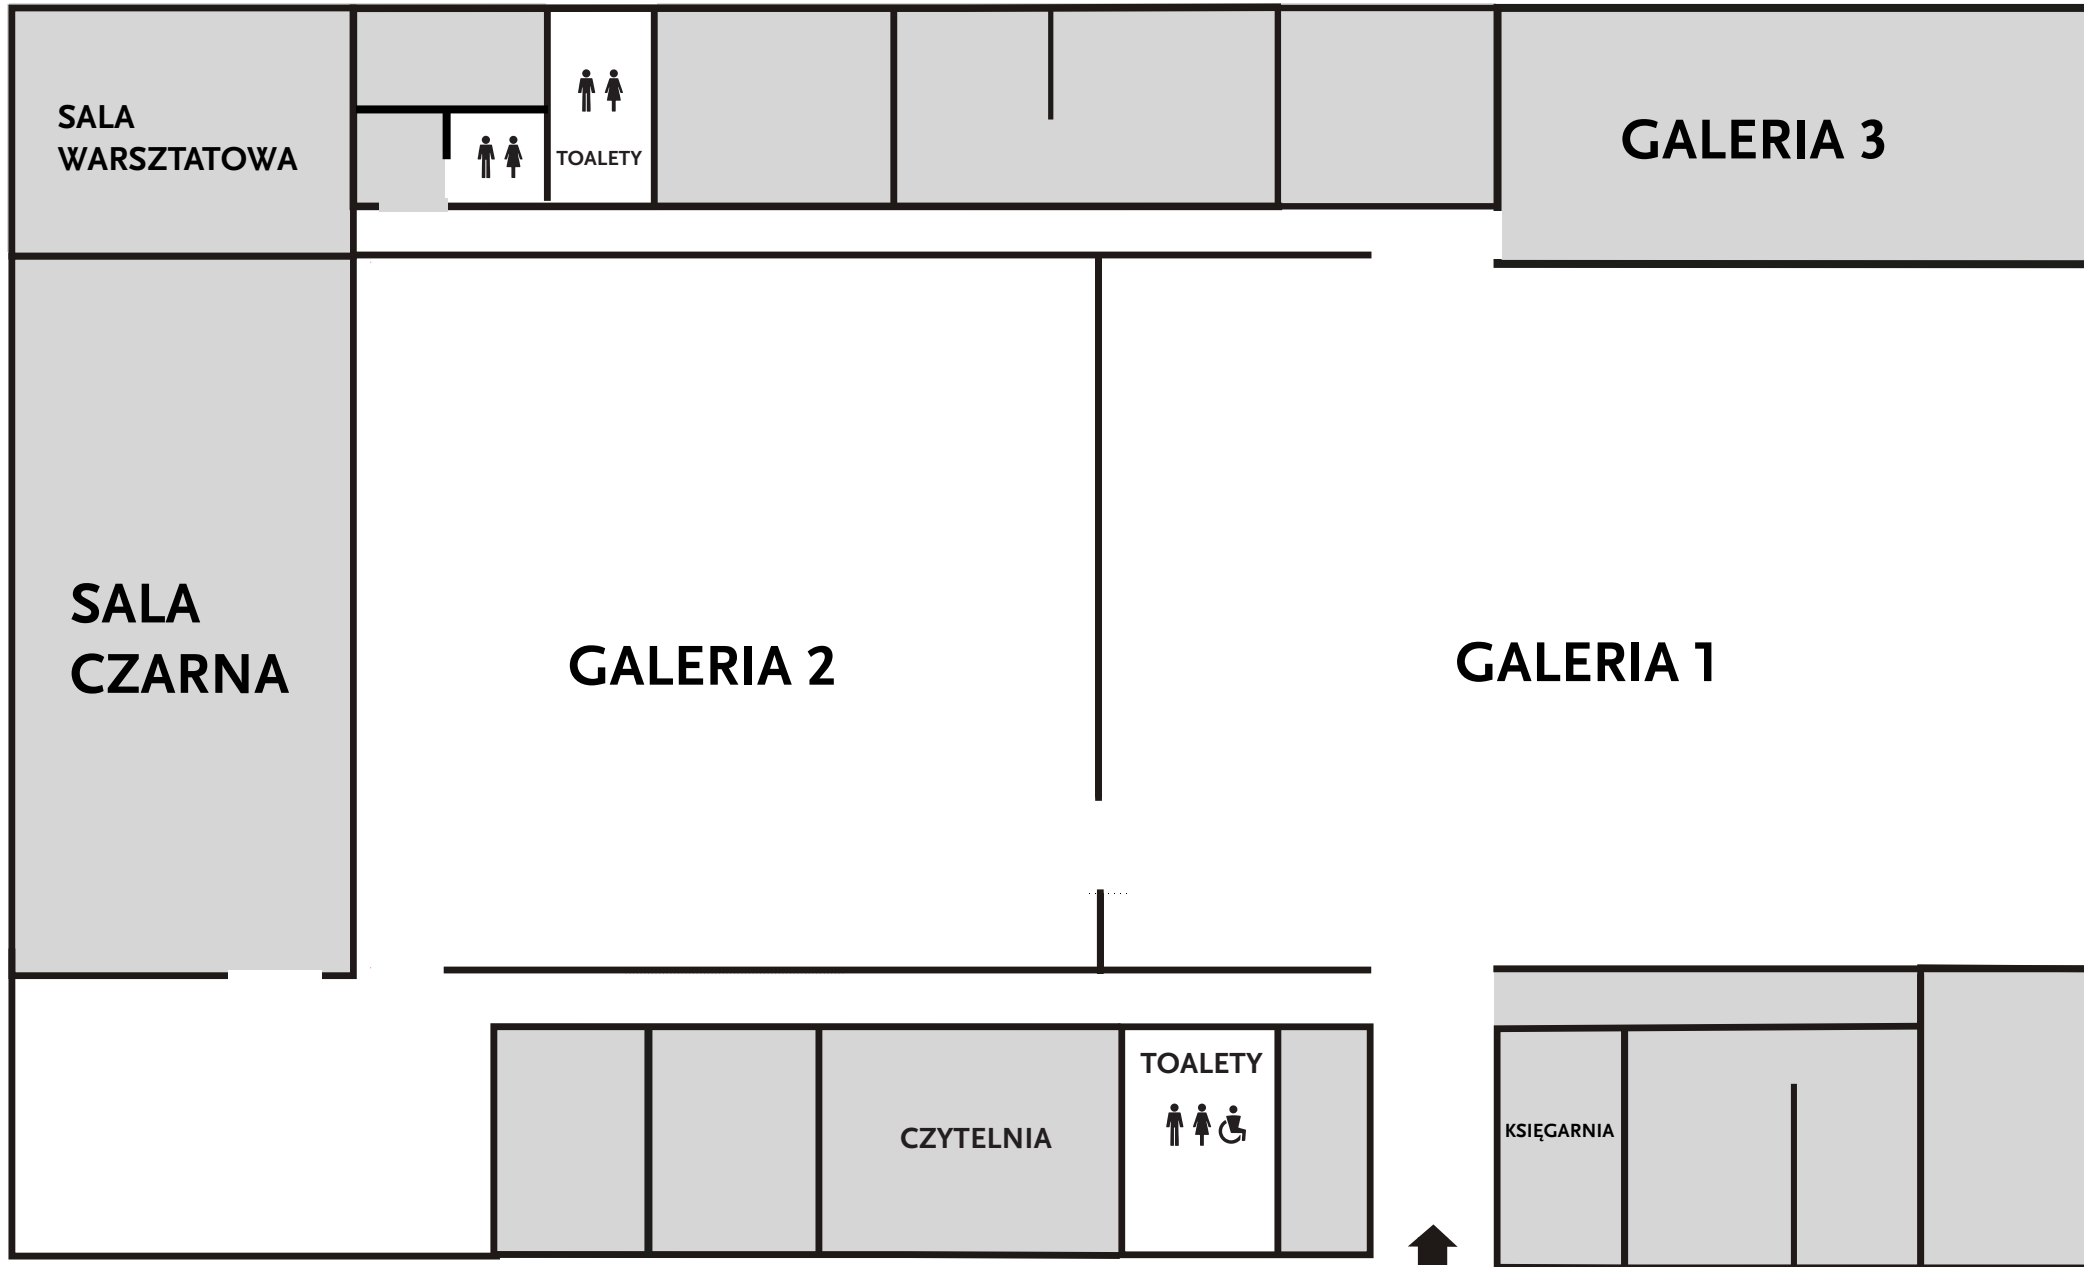 SALA
WARSZTATOWA
TOALETY
GALERIA 3
SALA
CZARNA
GALERIA 2
GALERIA 1
TOALETY
CZYTELNIA
KSIĘGARNIA